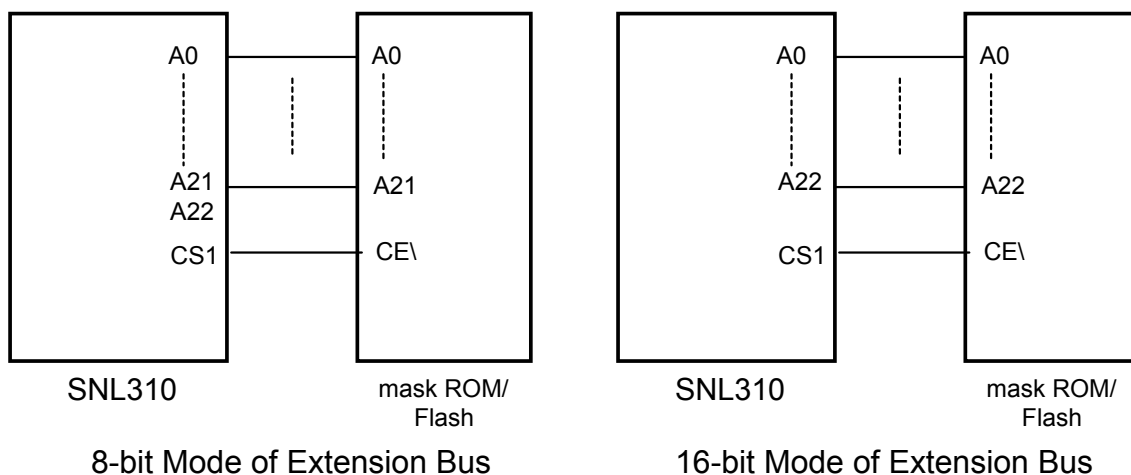 A0
A0
A21
A22
A21
CS1
CE\
SNL310
mask ROM/
Flash
8-bit Mode of Extension Bus
A0
A0
A22
A22
CS1
CE\
SNL310
mask ROM/
Flash
16-bit Mode of Extension Bus